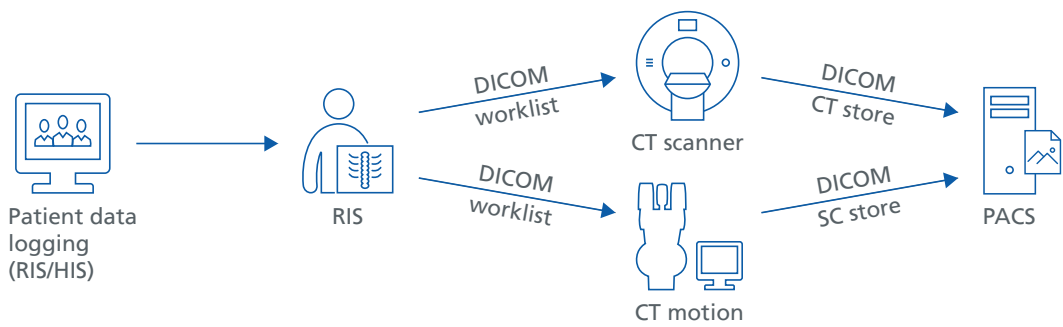 Patient data
logging
(RIS/HIS)
RIS
DICOM
worklist
DICOM
worklist
CT scanner
CT motion
DICOM
CT store
DICOM
SC store
PACS